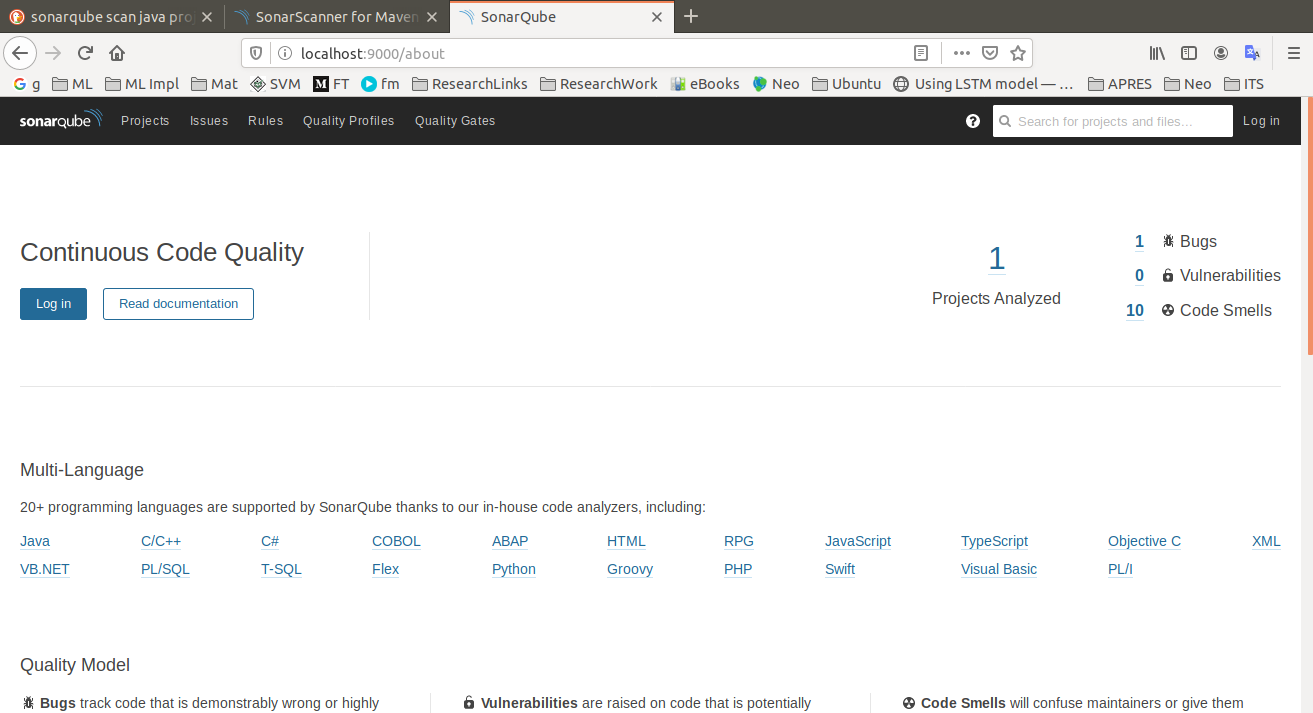 sonarqube scan java pro
SonarScanner for Maven
SonarQube
localhost:9000/about
g ML ML Impl Mat SVM FT fm ResearchLinks ResearchWork eBooks Neo Ubuntu Using LSTM model — ... APRES Neo ITS
sonarqube Projects Issues Rules Quality Profiles Quality Gates Search for projects and files... Log in
Continuous Code Quality
Log in Read documentation
1
Projects Analyzed
1 Bugs
0 Vulnerabilities
10 Code Smells
Multi-Language
20+ programming languages are supported by SonarQube thanks to our in-house code analyzers, including:
Java C/C++ C# COBOL ABAP HTML RPG JavaScript TypeScript Objective C XML
VB.NET PL/SQL T-SQL Flex Python Groovy PHP Swift Visual Basic PL/I
Quality Model
Bugs track code that is demonstrably wrong or highly
Vulnerabilities are raised on code that is potentially
Code Smells will confuse maintainers or give them